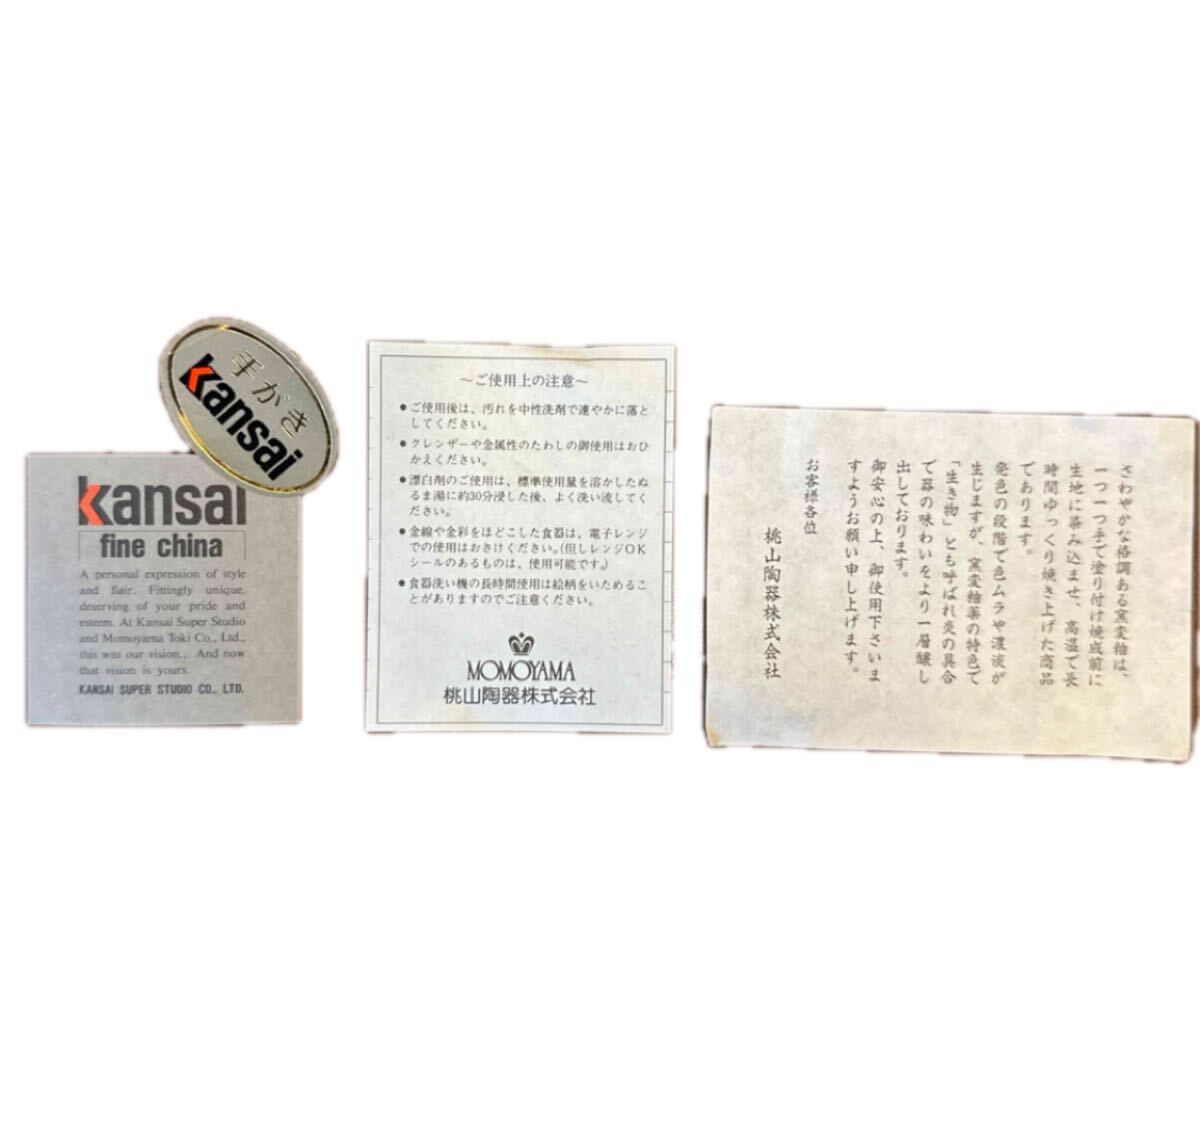 手がき
kansai
kansai
fine china
A personal expression of style
and flair. Fittingly unique,
deserving of your pride and
esteem. At Kansai Super Studio
and Momoyama Toki Co., Ltd.,
this was our vision... And now
that vision is yours.
KANSAI SUPER STUDIO CO., LTD.
～ご使用上の注意～
●ご使用後は、汚れを中性洗剤で速やかに落と
してください。
●クレンザーや金属性のたわしの御使用はおひ
かえください。
●漂白剤のご使用は、標準使用量を溶かしたぬ
るま湯に約30分浸した後、よく洗い流してく
ださい。
●金線や金彩をほどこした食器は、電子レンジ
での使用はおさけください。(但しレンジOK
シールのあるものは、使用可能です。)
●食器洗い機の長時間使用は絵柄をいためるこ
とがありますのでご注意ください。
MOMOYAMA
桃山陶器株式会社
さわやかな格調ある窯変釉は、
一つ一つ手で塗り付け焼成前に
生地に染み込ませ、高温で長
時間ゆっくり焼き上げた商品
であります。
発色の段階で色ムラや濃淡が
生じますが、窯変釉薬の特色で
「生き物」とも呼ばれ炎の具合
で器の味わいをより一層醸し
出しております。
御安心の上、御使用下さいま
すようお願い申し上げます。
お客様各位
桃山陶器株式会社